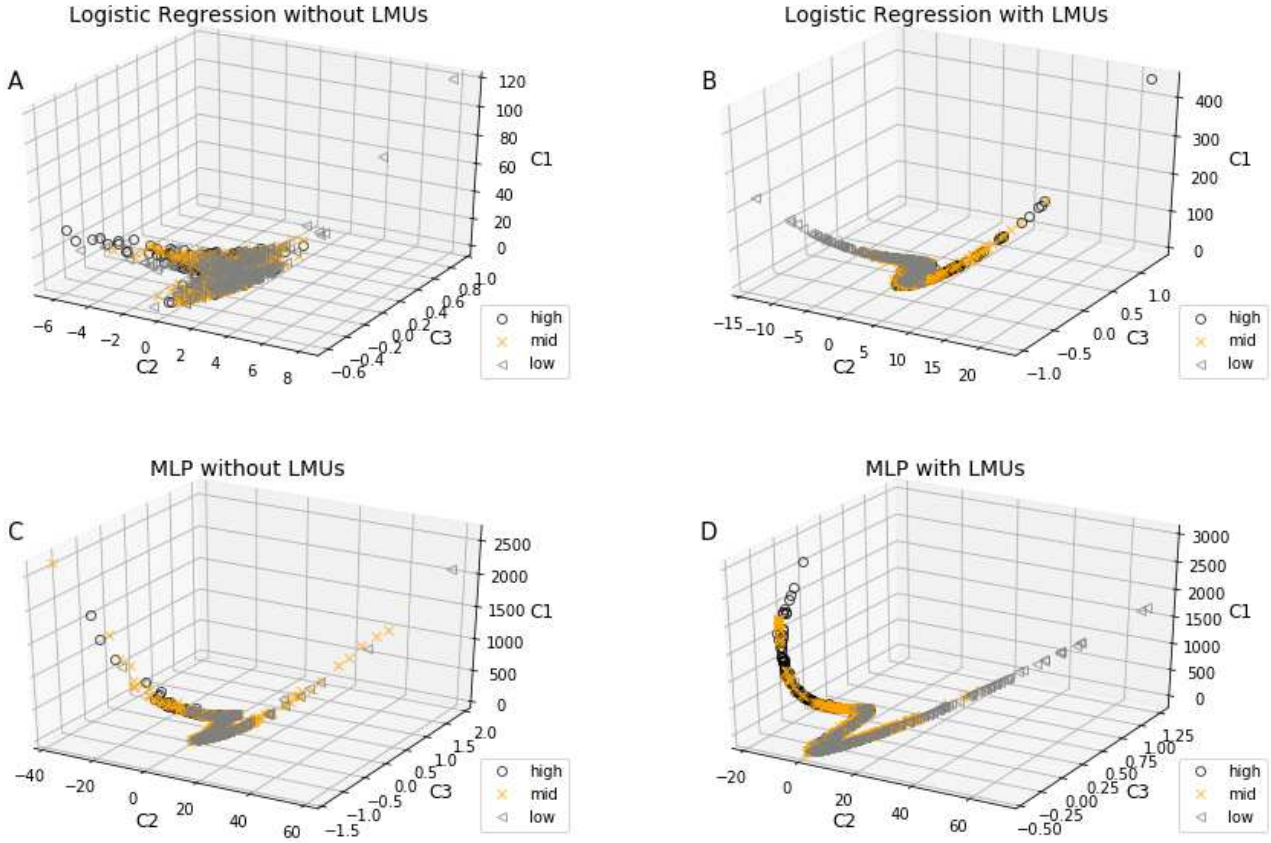 Logistic Regression without LMUs
A
120
100
80
C1
60
40
20
0
1.0
0.8
0.6
0.4
0.2
0.0
−0.2
−0.4
−0.6
C3
−6
−4
−2
0
2
4
6
8
C2
high
mid
low
Logistic Regression with LMUs
B
400
300
C1
200
100
0
1.0
0.5
0.0
−0.5
−1.0
C3
−15
−10
−5
0
5
10
15
20
C2
high
mid
low
MLP without LMUs
C
2500
2000
C1
1500
1000
500
0
2.0
1.5
1.0
0.5
0.0
−0.5
−1.0
−1.5
C3
−40
−20
0
20
40
60
C2
high
mid
low
MLP with LMUs
D
3000
2500
2000
C1
1500
1000
500
0
1.25
1.00
0.75
0.50
0.25
0.00
−0.25
−0.50
C3
−20
0
20
40
60
C2
high
mid
low